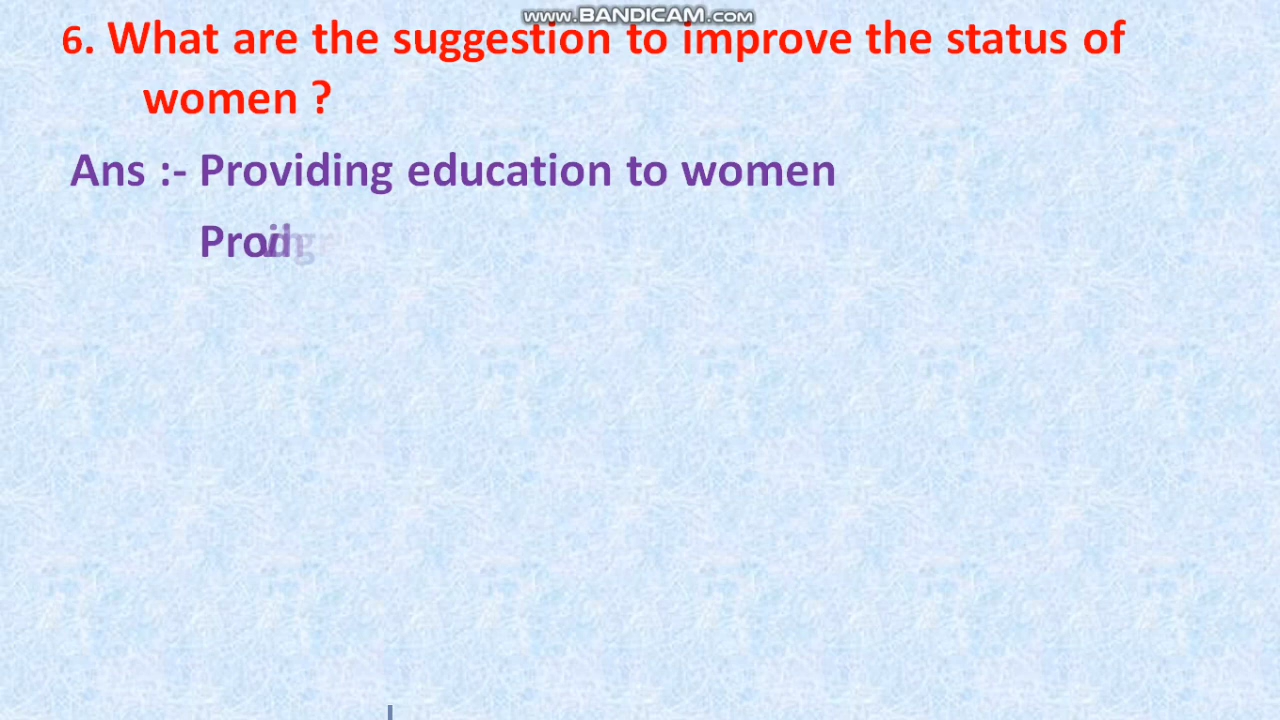 www.BANDICAM.com
6. What are the suggestion to improve the status of
women ?
Ans :- Providing education to women